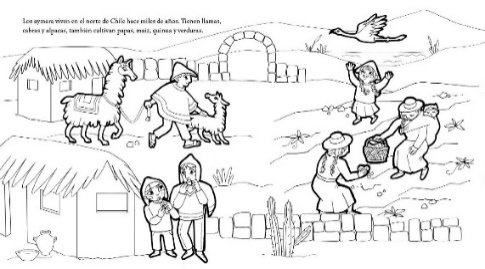 Los aymara viven en el norte de Chile hace miles de años. Tienen llamas,
cabras y alpacas, también cultivan papas, maíz, quinua y verduras.